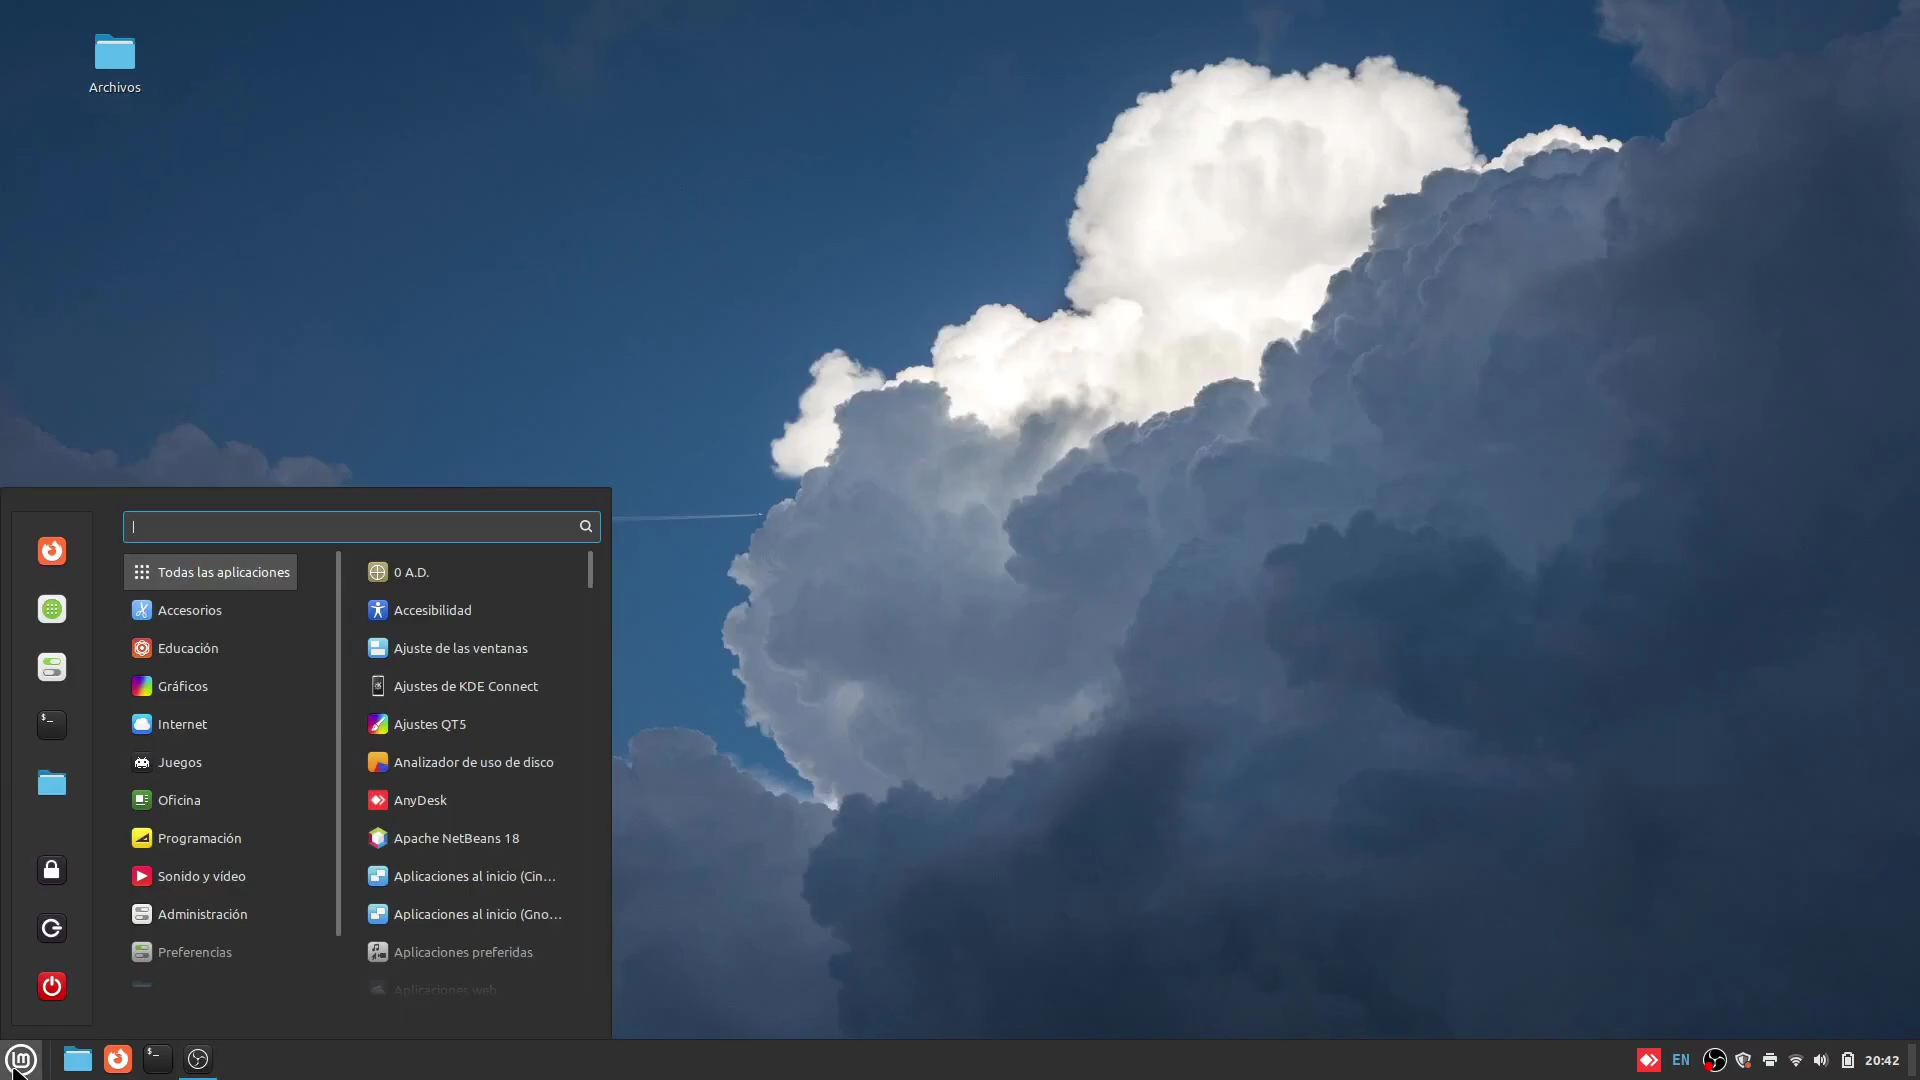 Archivos
Todas las aplicaciones
Accesorios
Educación
Gráficos
Internet
Juegos
Oficina
Programación
Sonido y vídeo
Administración
Preferencias
0 A.D.
Accesibilidad
Ajuste de las ventanas
Ajustes de KDE Connect
Ajustes QT5
Analizador de uso de disco
AnyDesk
Apache NetBeans 18
Aplicaciones al inicio (Cin...
Aplicaciones al inicio (Gno...
Aplicaciones preferidas
Aplicaciones web
EN
20:42